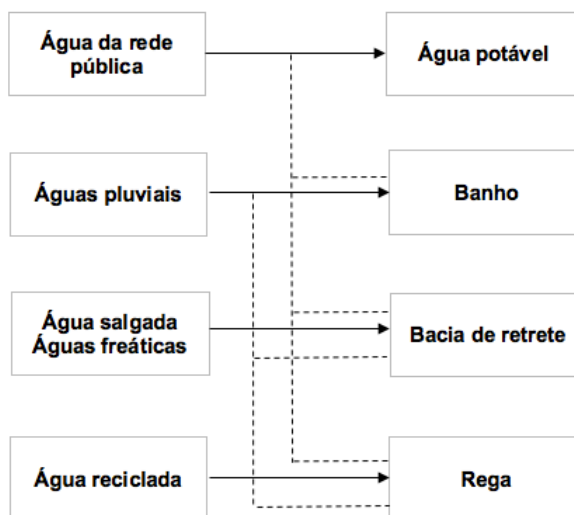 Água da rede
pública
Água potável
Águas pluviais
Banho
Água salgada
Águas freáticas
Bacia de retrete
Água reciclada
Rega